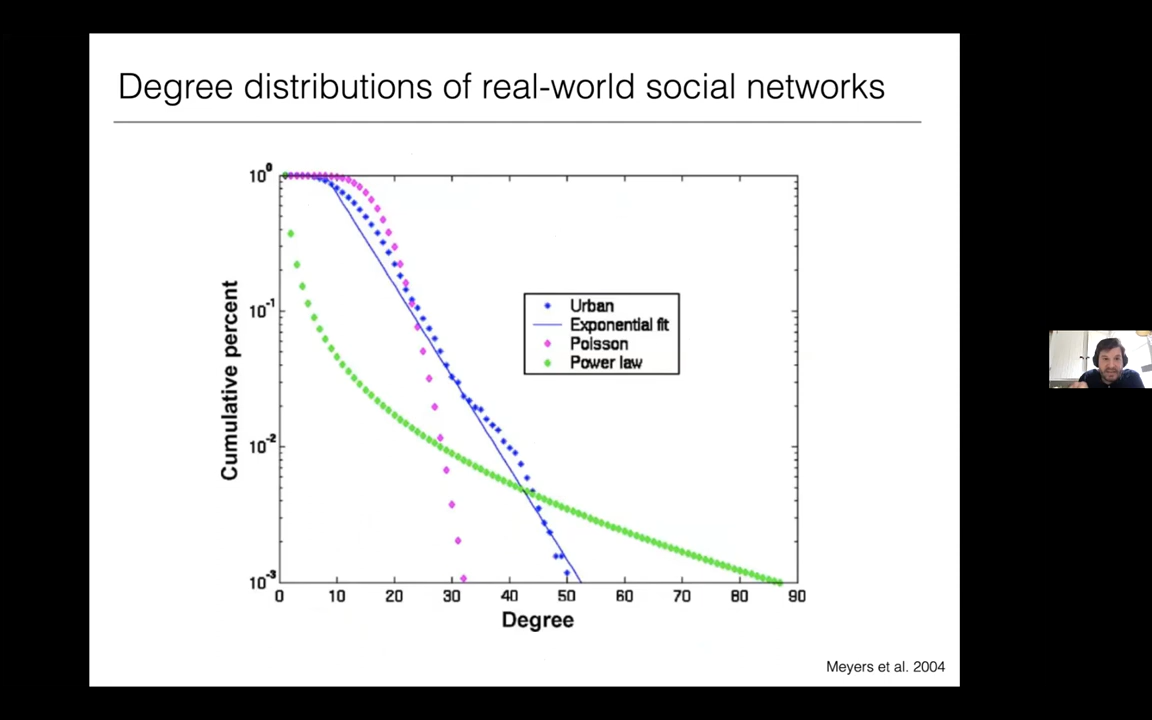 Degree distributions of real-world social networks
10^0
10^-1
10^-2
10^-3
Cumulative percent
Urban
Exponential fit
Poisson
Power law
0 10 20 30 40 50 60 70 80 90
Degree
Meyers et al. 2004